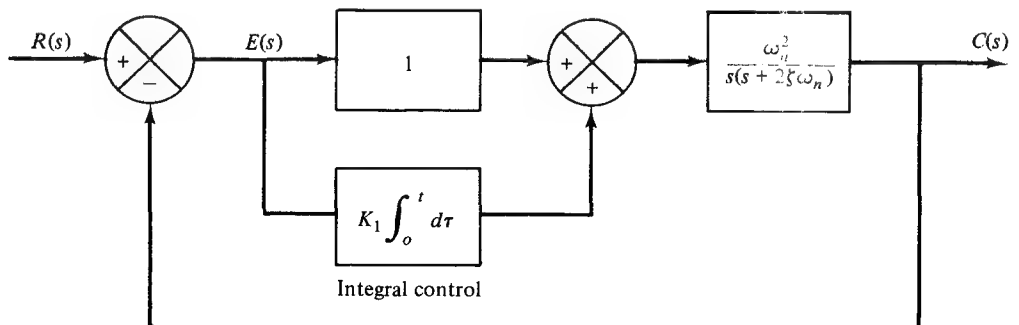 R(s)
+
−
E(s)
1
+
+
ω_n^2
s(s + 2ζω_n)
C(s)
K_1 ∫_o^t dτ
Integral control